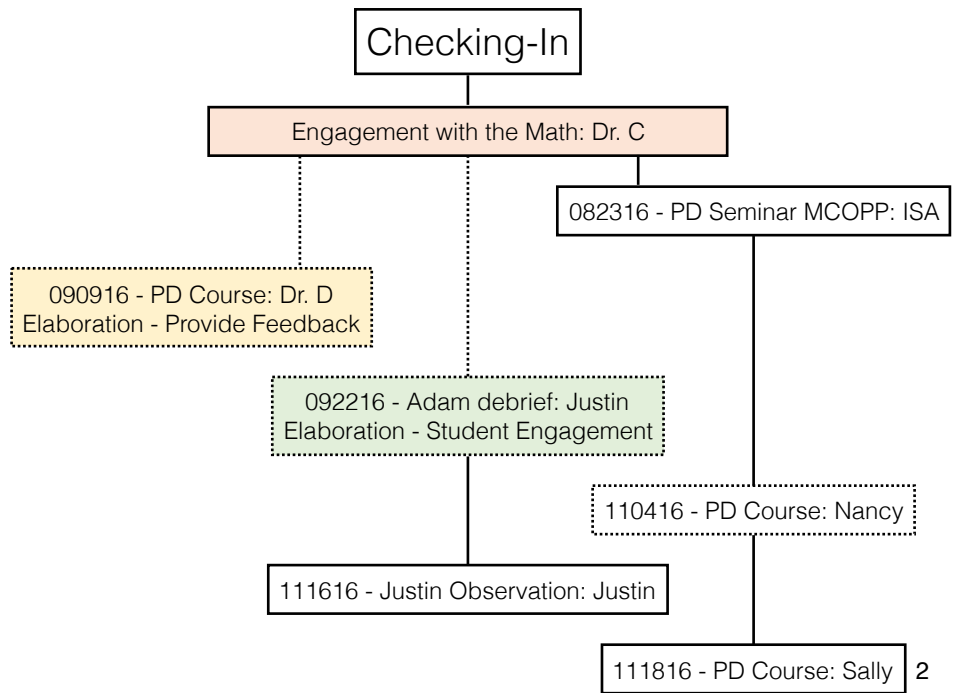 Checking-In
Engagement with the Math: Dr. C
082316 - PD Seminar MCOPP: ISA
090916 - PD Course: Dr. D
Elaboration - Provide Feedback
092216 - Adam debrief: Justin
Elaboration - Student Engagement
110416 - PD Course: Nancy
111616 - Justin Observation: Justin
111816 - PD Course: Sally 2